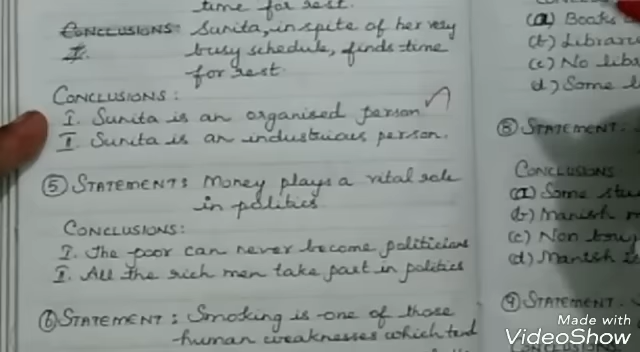 time for rest.
CONCLUSIONS: Sunita, in spite of her very
I. busy schedule, finds time
for rest.
CONCLUSIONS:
I. Sunita is an organised person
I. Sunita is an industrious person.
⑤ STATEMENT: Money plays a vital role
in politics
CONCLUSIONS:
I. The poor can never become politicians
I. All the rich men take part in politics
⑥ STATEMENT: Smoking is one of those
human weaknesses which tend
(a) Books
(b) Librar
(c) No libr
(d) Some
⑧ STATEMENT.
CONCLUSIONS
(a) Some stu
(b) Manish
(c) Non
(d) Manish
⑨ STATEMENT.
Made with
VideoShow